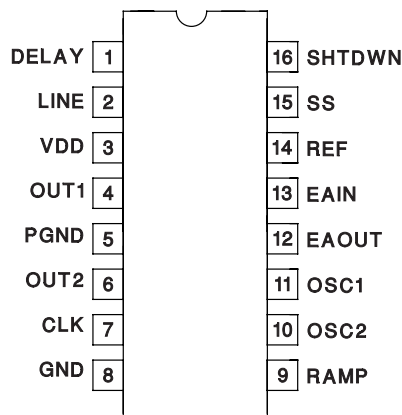 DELAY 1 16 SHTDWN
LINE 2 15 SS
VDD 3 14 REF
OUT1 4 13 EAIN
PGND 5 12 EAOUT
OUT2 6 11 OSC1
CLK 7 10 OSC2
GND 8 9 RAMP